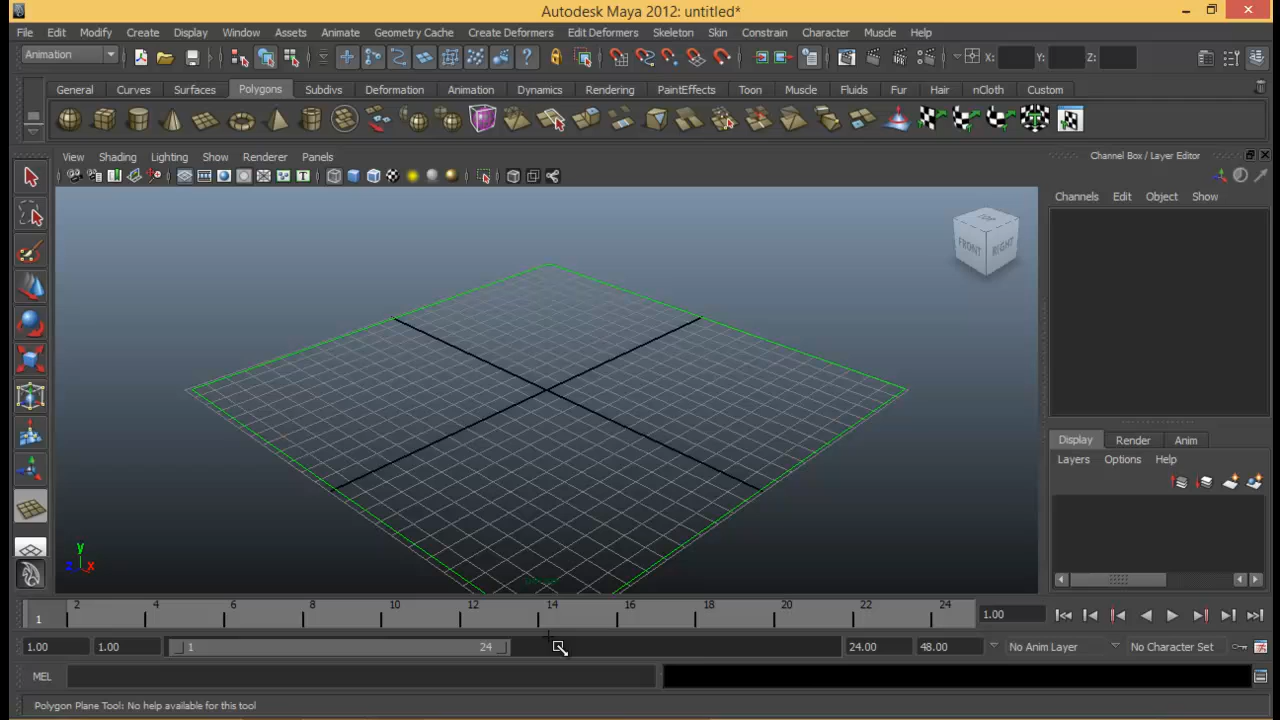 Autodesk Maya 2012: untitled*
File Edit Modify Create Display Window Assets Animate Geometry Cache Create Deformers Edit Deformers Skeleton Skin Constrain Character Muscle Help
Animation X: Y: Z:
General Curves Surfaces Polygons Subdivs Deformation Animation Dynamics Rendering PaintEffects Toon Muscle Fluids Fur Hair nCloth Custom
Channel Box / Layer Editor
View Shading Lighting Show Renderer Panels
Channels Edit Object Show
TOP
FRONT RIGHT
Display Render Anim
Layers Options Help
y
z x
2 4 6 8 10 12 14 16 18 20 22 24
1 1.00
1.00 1.00 1 24 24.00 48.00 No Anim Layer No Character Set
MEL
Polygon Plane Tool: No help available for this tool